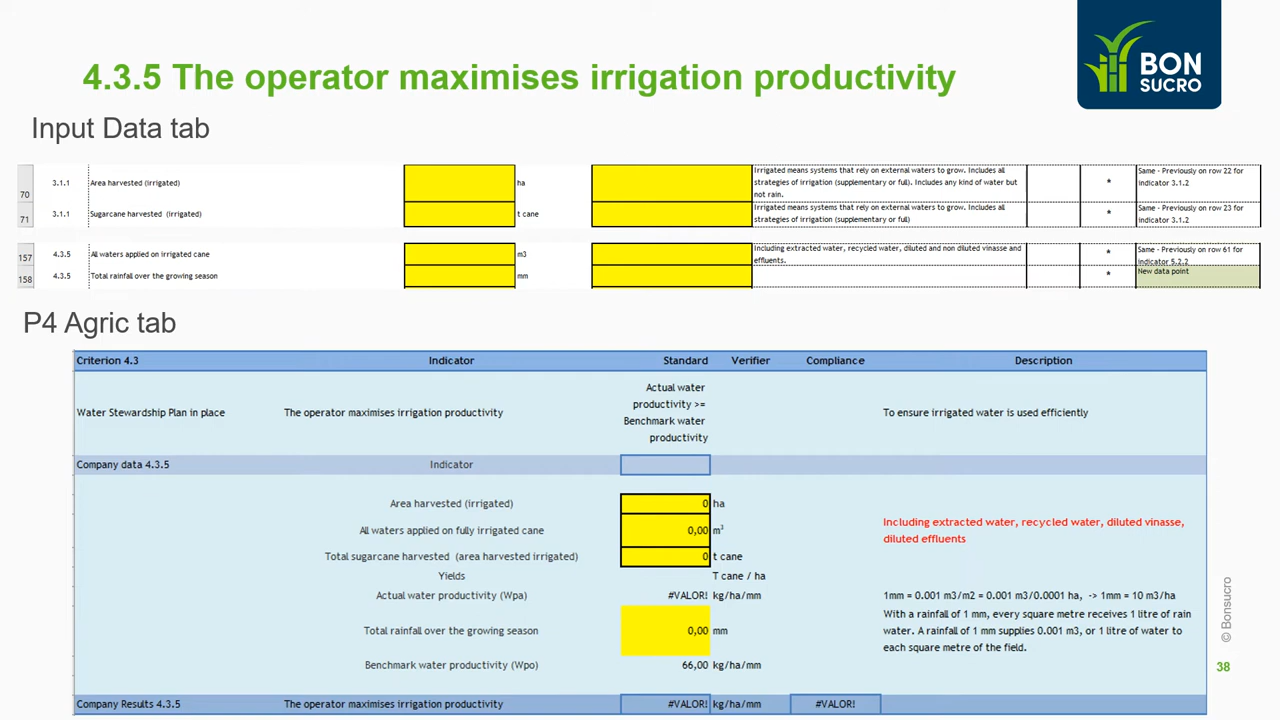 BON
SUCRO
4.3.5 The operator maximises irrigation productivity
Input Data tab
70 3.1.1 Area harvested (irrigated) ha Irrigated means systems that rely on external waters to grow. Includes all * Same - Previously on row 22 for
strategies of irrigation (supplementary or full). Includes any kind of water but indicator 3.1.2
not rain.
71 3.1.1 Sugarcane harvested (irrigated) t cane Irrigated means systems that rely on external waters to grow. Includes all * Same - Previously on row 23 for
strategies of irrigation (supplementary or full) indicator 3.1.2
157 4.3.5 All waters applied on irrigated cane m3 Including extracted water, recycled water, diluted and non diluted vinasse and * Same - Previously on row 61 for
effluents. indicator 5.2.2
158 4.3.5 Total rainfall over the growing season mm * New data point
P4 Agric tab
Criterion 4.3 Indicator Standard Verifier Compliance Description
Actual water
productivity >=
Water Stewardship Plan in place The operator maximises irrigation productivity Benchmark water To ensure irrigated water is used efficiently
productivity
Company data 4.3.5 Indicator
Area harvested (irrigated) 0 ha
All waters applied on fully irrigated cane 0,00 m³ Including extracted water, recycled water, diluted vinasse,
diluted effluents
Total sugarcane harvested (area harvested irrigated) 0 t cane
Yields T cane / ha
Actual water productivity (Wpa) #VALOR! kg/ha/mm 1mm = 0.001 m3/m2 = 0.001 m3/0.0001 ha, -> 1mm = 10 m3/ha
Total rainfall over the growing season 0,00 mm With a rainfall of 1 mm, every square metre receives 1 litre of rain
water. A rainfall of 1 mm supplies 0.001 m3, or 1 litre of water to
each square metre of the field.
Benchmark water productivity (Wpo) 66,00 kg/ha/mm
Company Results 4.3.5 The operator maximises irrigation productivity #VALOR! kg/ha/mm #VALOR!
© Bonsucro
38